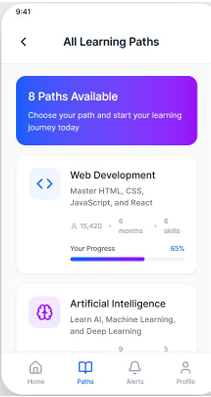 9:41
All Learning Paths
8 Paths Available
Choose your path and start your learning
journey today
Web Development
Master HTML, CSS,
JavaScript, and React
15,420 • 6 months • 8 skills
Your Progress 65%
Artificial Intelligence
Learn AI, Machine Learning,
and Deep Learning
9 5
Home Paths Alerts Profile